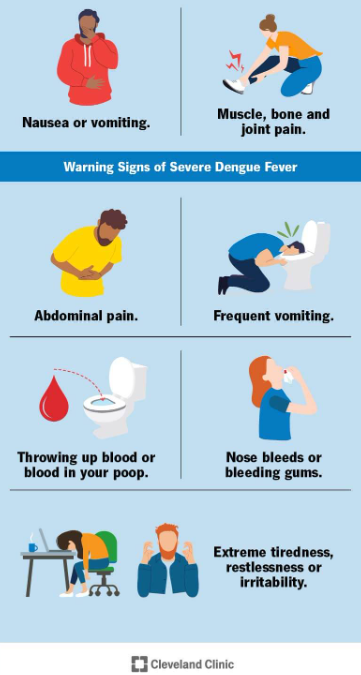 Nausea or vomiting.
Muscle, bone and
joint pain.
Warning Signs of Severe Dengue Fever
Abdominal pain.
Frequent vomiting.
Throwing up blood or
blood in your poop.
Nose bleeds or
bleeding gums.
Extreme tiredness,
restlessness or
irritability.
Cleveland Clinic